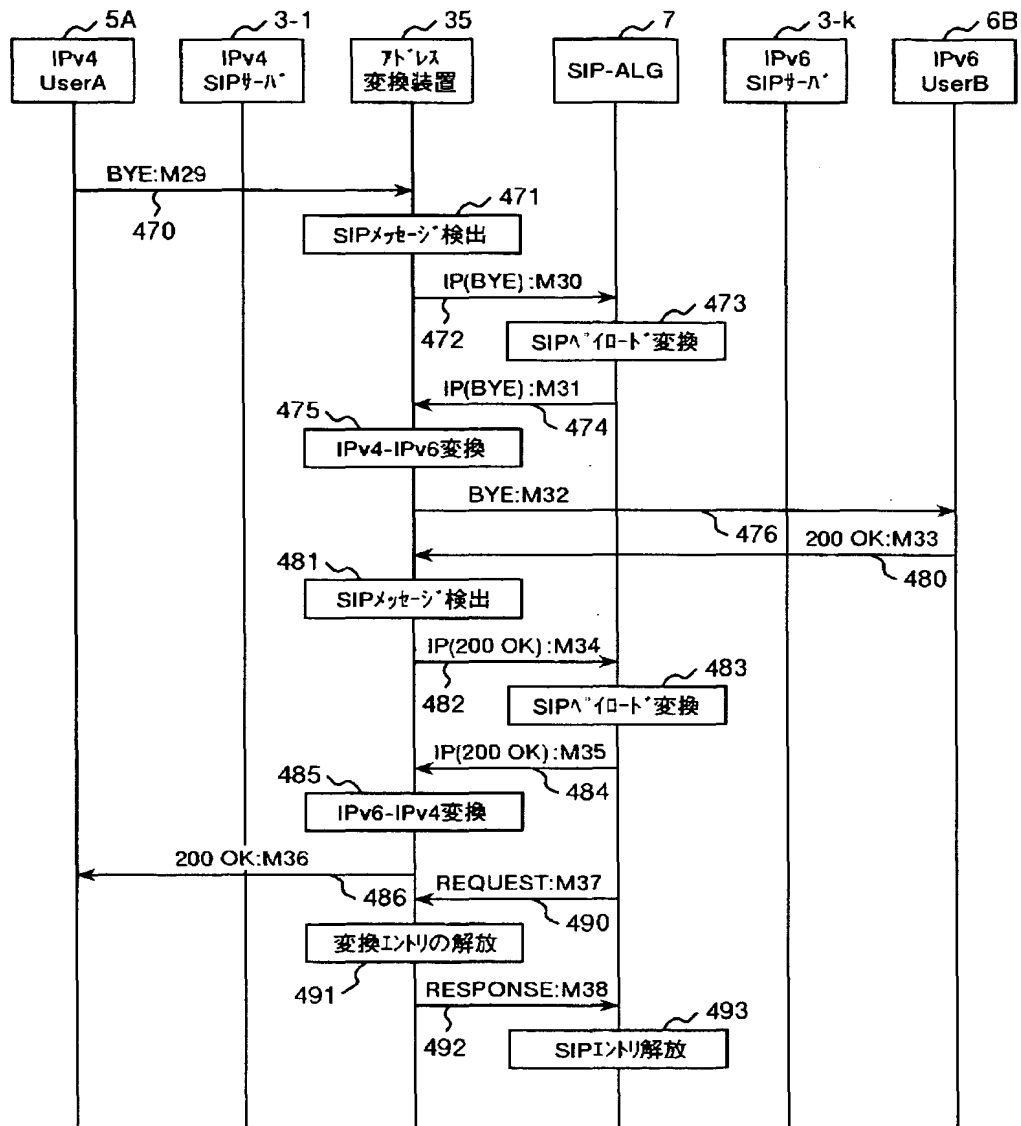 5A
3-1
35
7
3-k
6B
IPv4
UserA
IPv4
SIPｻｰﾊﾞ
ｱﾄﾞﾚｽ
変換装置
SIP-ALG
IPv6
SIPｻｰﾊﾞ
IPv6
UserB
BYE:M29
470
471
SIPﾒｯｾｰｼﾞ検出
IP(BYE):M30
472
473
SIPﾍﾟｲﾛｰﾄﾞ変換
IP(BYE):M31
474
475
IPv4-IPv6変換
BYE:M32
476
200 OK:M33
480
481
SIPﾒｯｾｰｼﾞ検出
IP(200 OK):M34
482
483
SIPﾍﾟｲﾛｰﾄﾞ変換
IP(200 OK):M35
484
485
IPv6-IPv4変換
200 OK:M36
486
REQUEST:M37
490
変換ｴﾝﾄﾘの解放
491
RESPONSE:M38
492
493
SIPｴﾝﾄﾘ解放